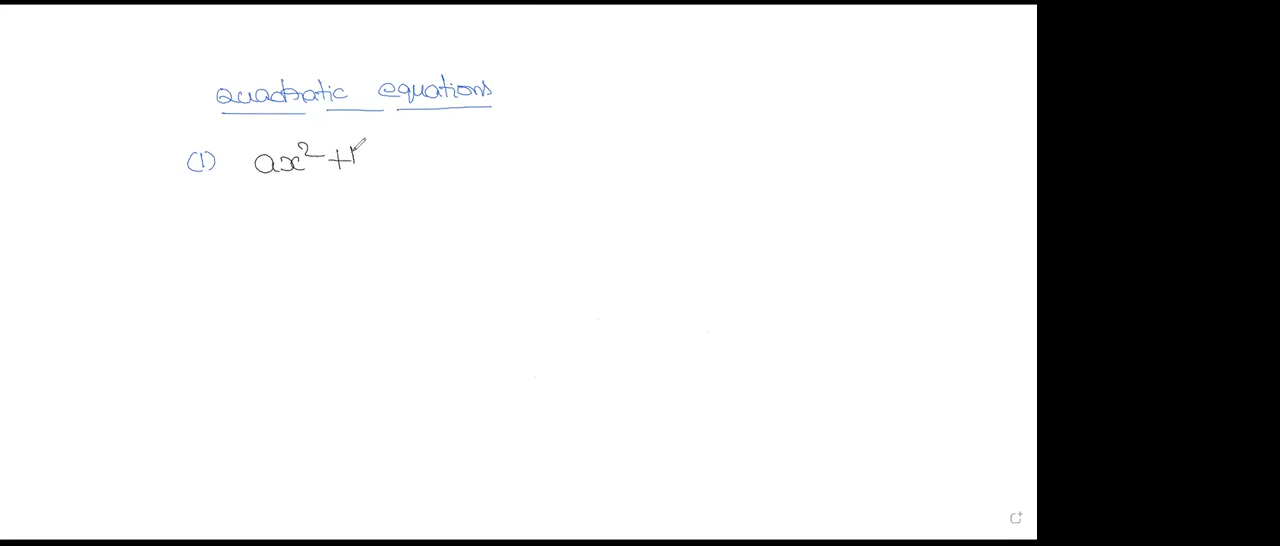 quadratic equations
(1) ax² +